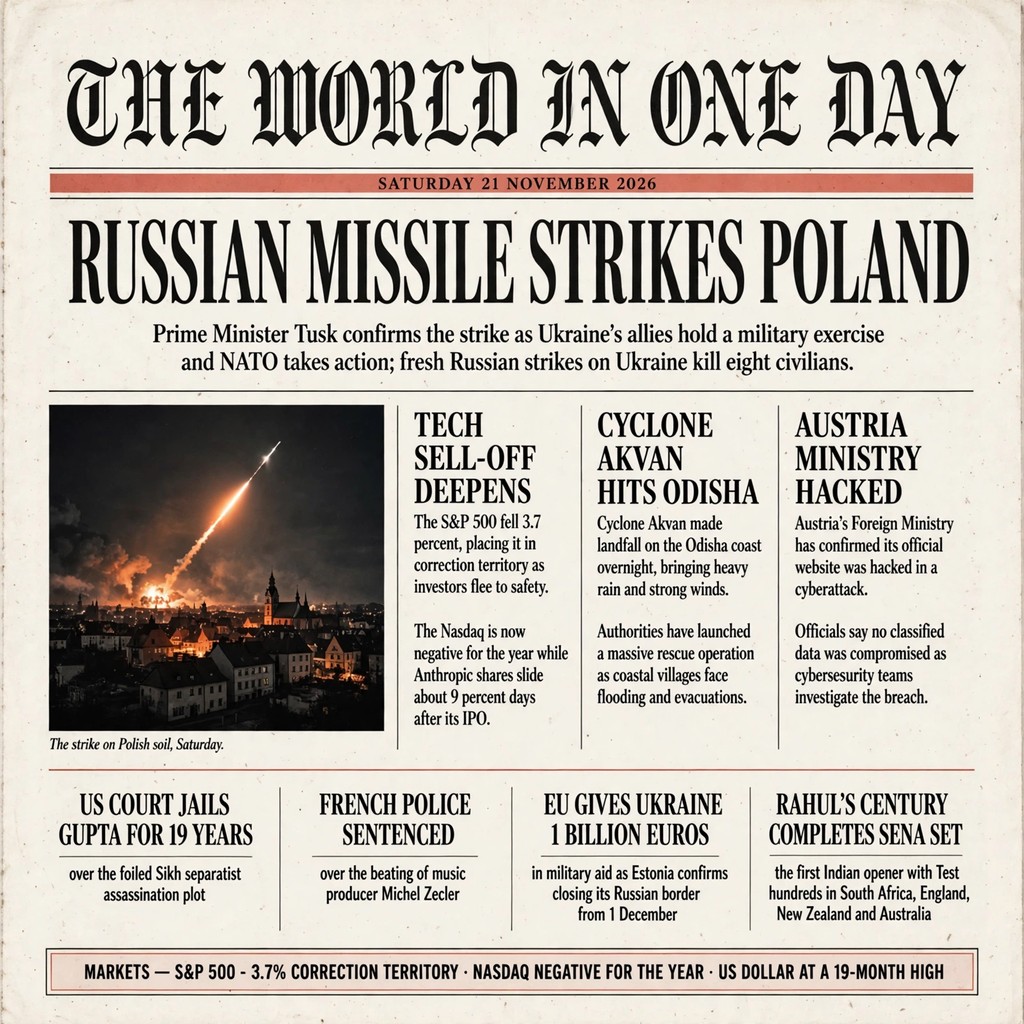 THE WORLD IN ONE DAY
SATURDAY 21 NOVEMBER 2026
RUSSIAN MISSILE STRIKES POLAND
Prime Minister Tusk confirms the strike as Ukraine's allies hold a military exercise
and NATO takes action; fresh Russian strikes on Ukraine kill eight civilians.
The strike on Polish soil, Saturday.
TECH
SELL-OFF
DEEPENS
The S&P 500 fell 3.7
percent, placing it in
correction territory as
investors flee to safety.
The Nasdaq is now
negative for the year while
Anthropic shares slide
about 9 percent days
after its IPO.
CYCLONE
AKVAN
HITS ODISHA
Cyclone Akvan made
landfall on the Odisha coast
overnight, bringing heavy
rain and strong winds.
Authorities have launched
a massive rescue operation
as coastal villages face
flooding and evacuations.
AUSTRIA
MINISTRY
HACKED
Austria's Foreign Ministry
has confirmed its official
website was hacked in a
cyberattack.
Officials say no classified
data was compromised as
cybersesurity teams
investigate the breach.
US COURT JAILS
GUPTA FOR 19 YEARS
over the foiled Sikh separatist
assassination plot
FRENCH POLICE
SENTENCED
over the beating of music
producer Michel Zecler
EU GIVES UKRAINE
1 BILLION EUROS
in military aid as Estonia confirms
closing its Russian border
from 1 December
RAHUL'S CENTURY
COMPLETES SENA SET
the first Indian opener with Test
hundreds in South Africa, England,
New Zealand and Australia
MARKETS — S&P 500 - 3.7% CORRECTION TERRITORY · NASDAQ NEGATIVE FOR THE YEAR · US DOLLAR AT A 19-MONTH HIGH